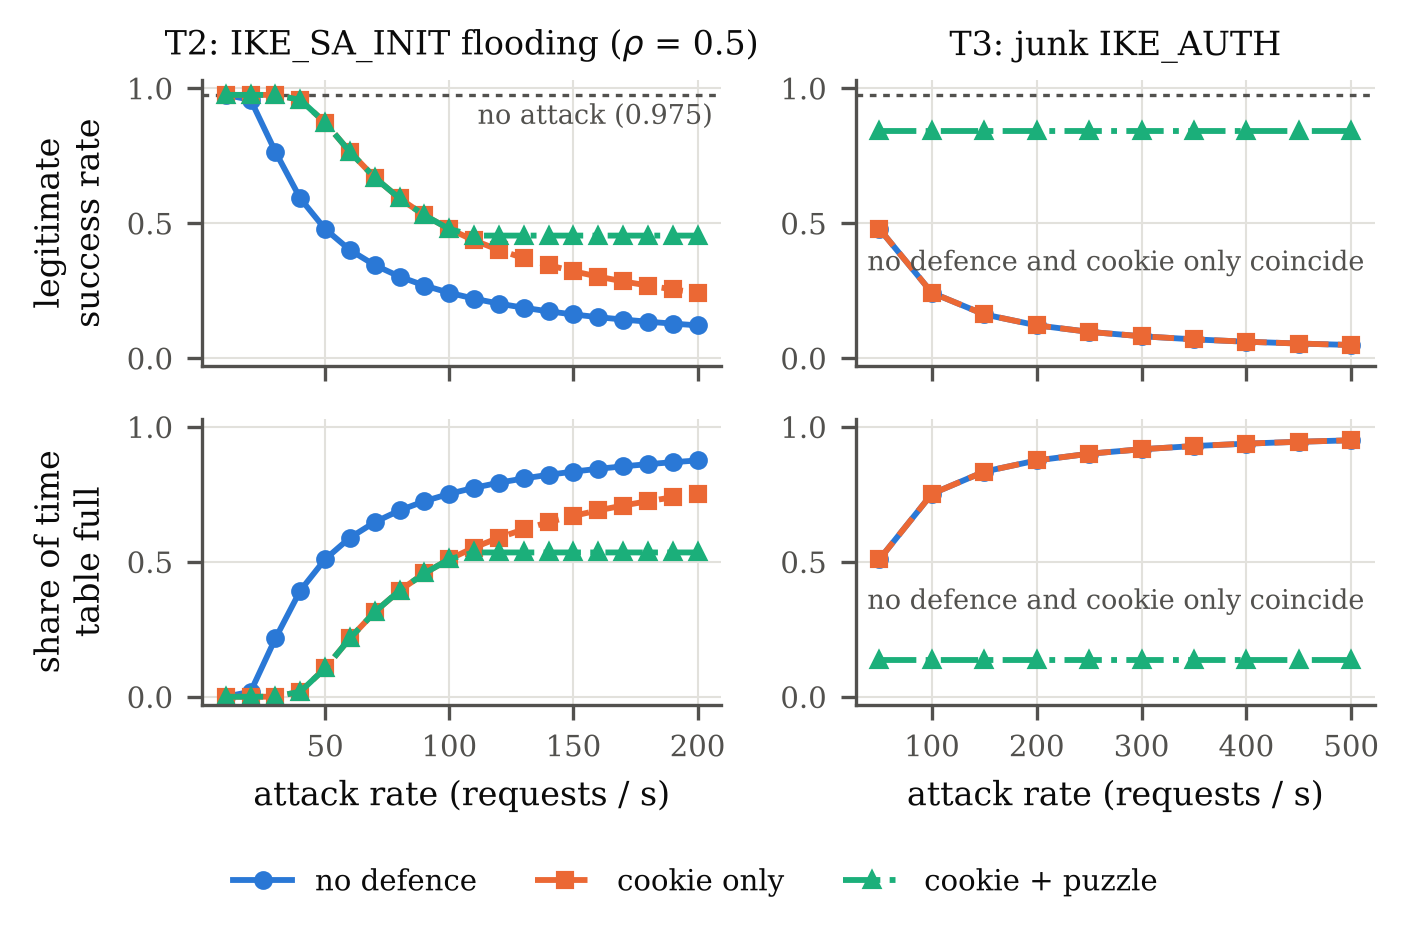 T2: IKE_SA_INIT flooding (ρ = 0.5)
T3: junk IKE_AUTH
legitimate
success rate
1.0
0.5
0.0
no attack (0.975)
1.0
0.5
0.0
no defence and cookie only coincide
share of time
table full
1.0
0.5
0.0
50 100 150 200
attack rate (requests / s)
1.0
0.5
0.0
no defence and cookie only coincide
100 200 300 400 500
attack rate (requests / s)
no defence cookie only cookie + puzzle